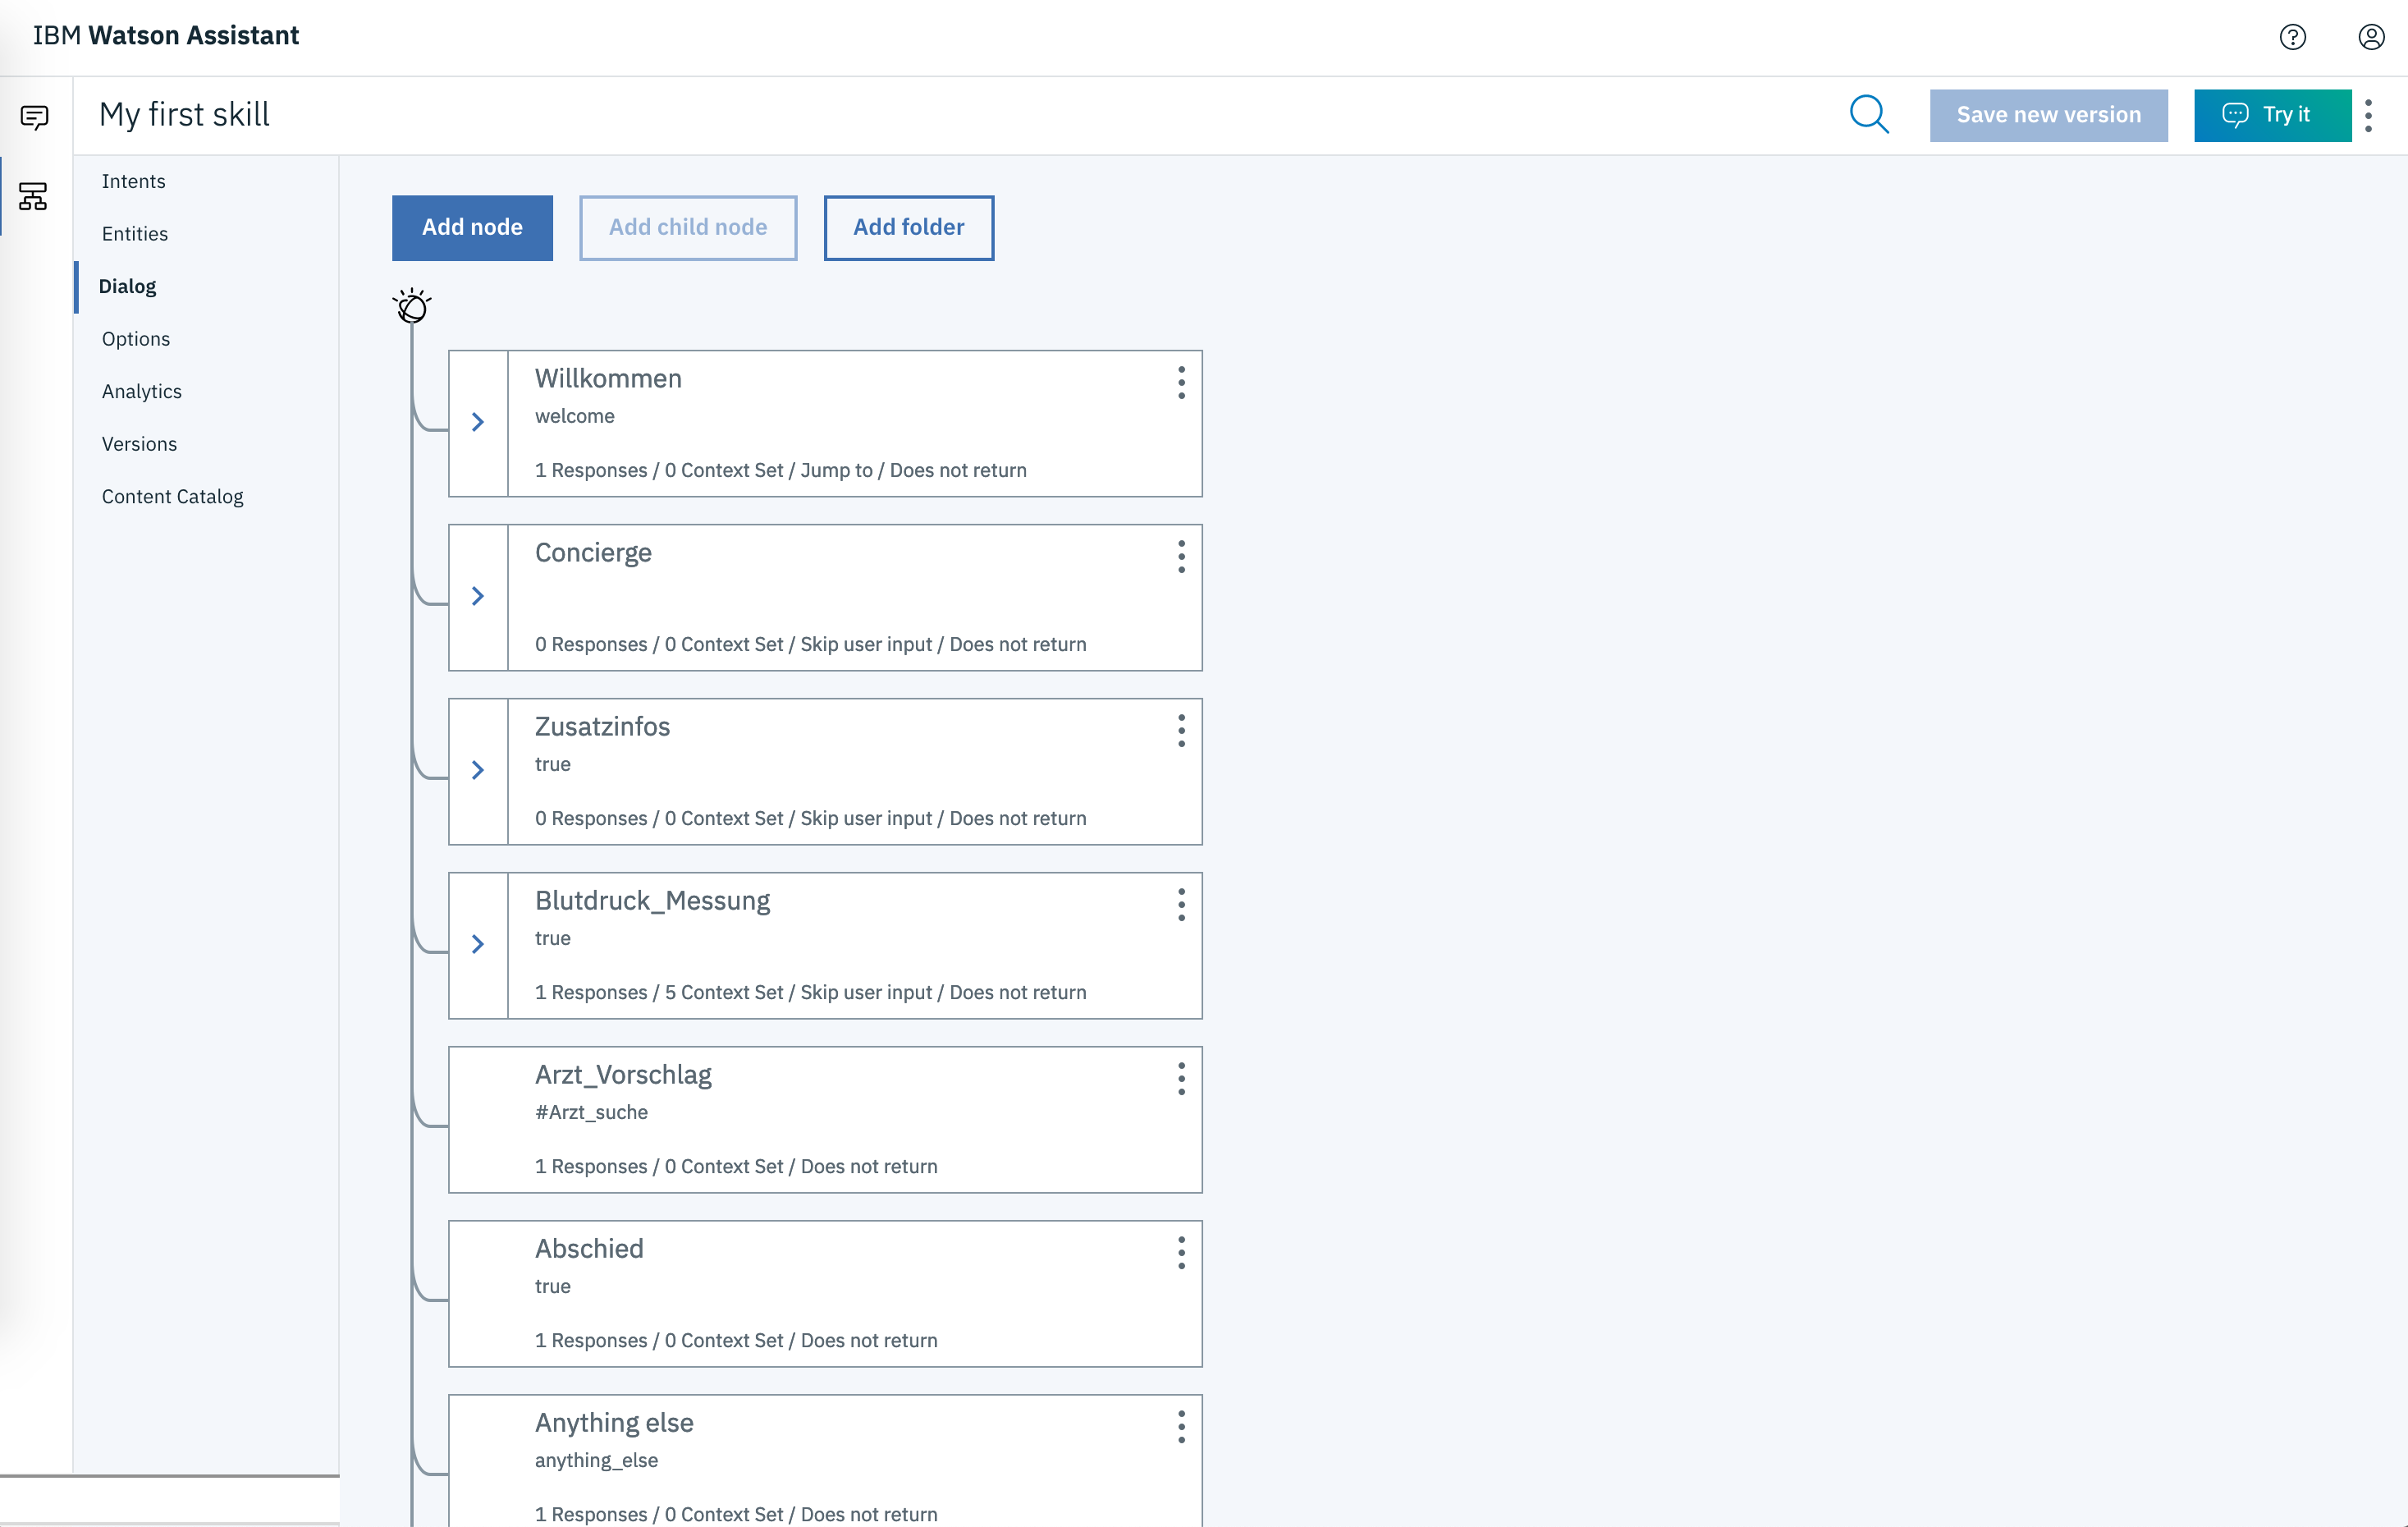 IBM Watson Assistant
My first skill
Save new version
Try it
Intents
Entities
Dialog
Options
Analytics
Versions
Content Catalog
Add node
Add child node
Add folder
Willkommen
welcome
1 Responses / 0 Context Set / Jump to / Does not return
Concierge
0 Responses / 0 Context Set / Skip user input / Does not return
Zusatzinfos
true
0 Responses / 0 Context Set / Skip user input / Does not return
Blutdruck_Messung
true
1 Responses / 5 Context Set / Skip user input / Does not return
Arzt_Vorschlag
#Arzt_suche
1 Responses / 0 Context Set / Does not return
Abschied
true
1 Responses / 0 Context Set / Does not return
Anything else
anything_else
1 Responses / 0 Context Set / Does not return